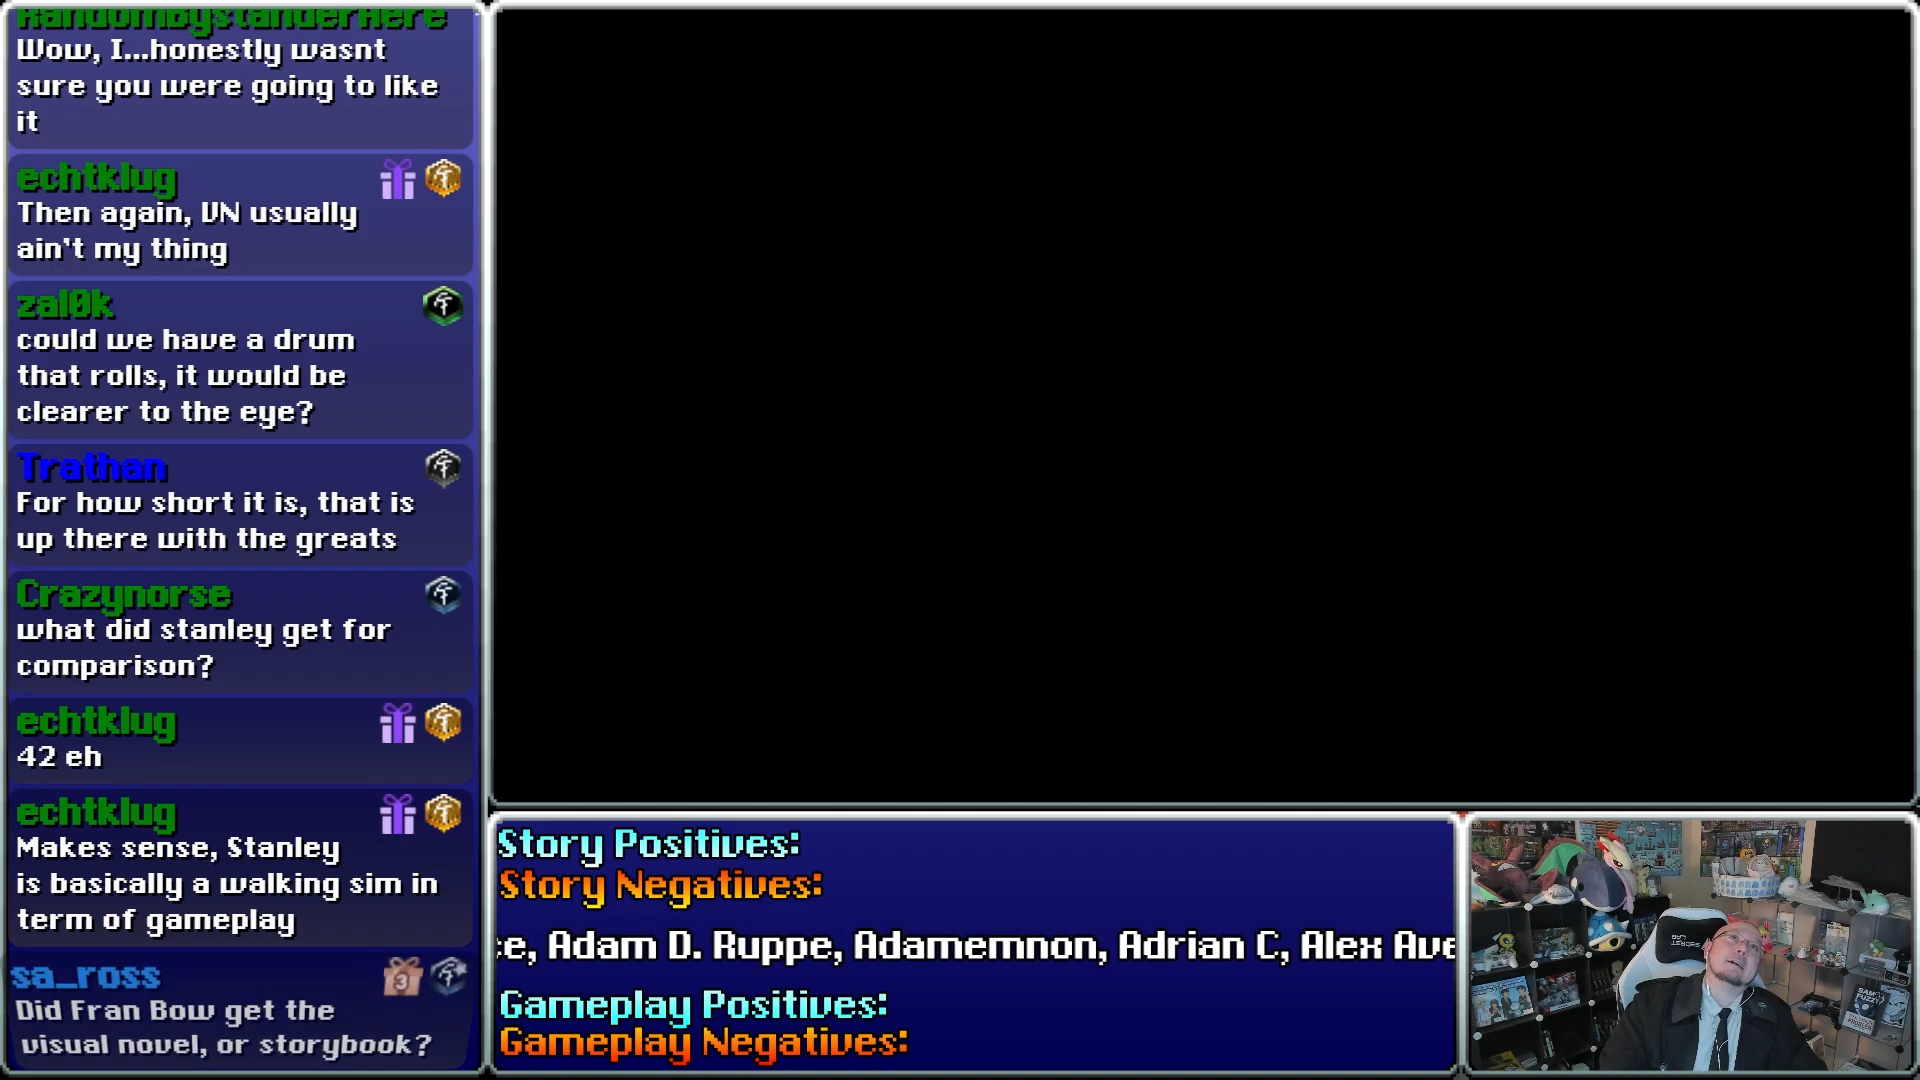 RandomBystanderHere
Wow, I...honestly wasnt
sure you were going to like
it
echtklug
Then again, VN usually
ain't my thing
zal0k
could we have a drum
that rolls, it would be
clearer to the eye?
Trathan
For how short it is, that is
up there with the greats
Crazynorse
what did stanley get for
comparison?
echtklug
42 eh
echtklug
Makes sense, Stanley
is basically a walking sim in
term of gameplay
sa_ross
3
Did Fran Bow get the
visual novel, or storybook?
Story Positives:
Story Negatives:
ce, Adam D. Ruppe, Adamemnon, Adrian C, Alex Ave
Gameplay Positives:
Gameplay Negatives: